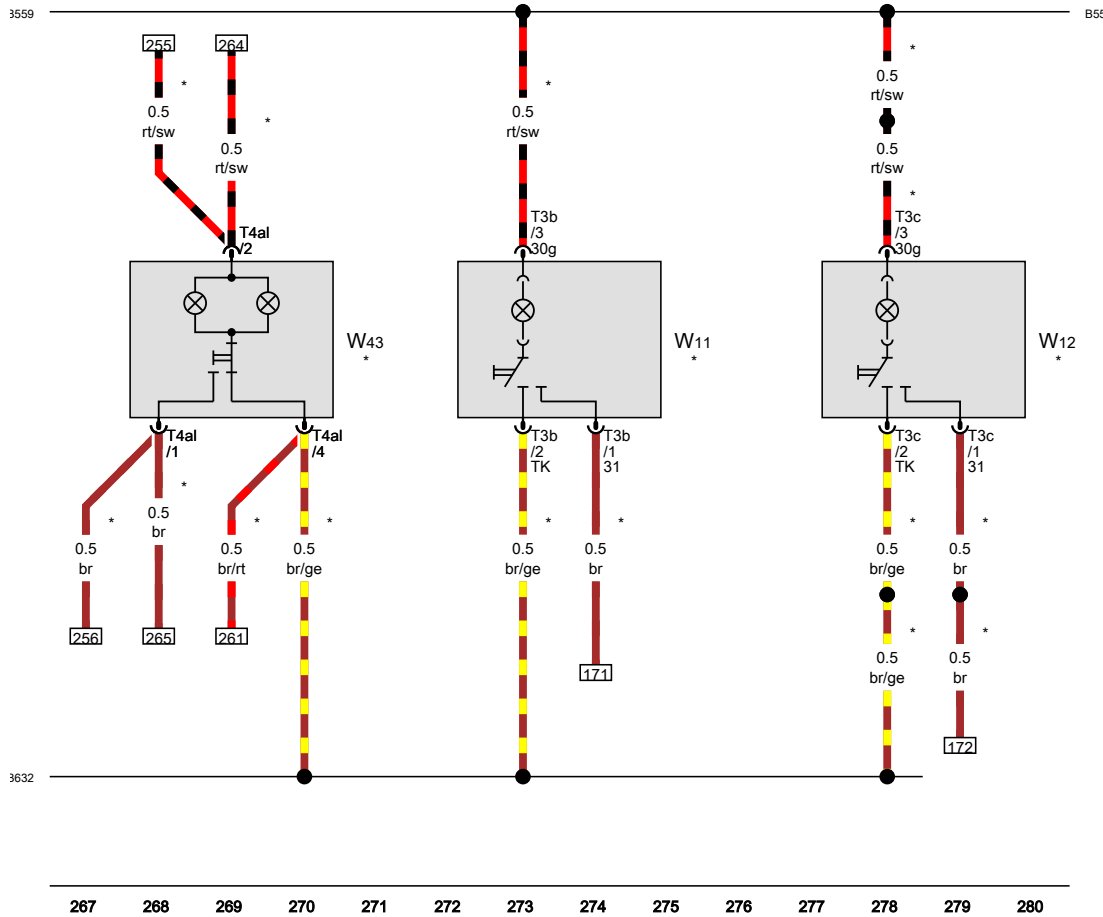 3559
B55
255
264
*
*
*
*
0.5
rt/sw
0.5
rt/sw
0.5
rt/sw
0.5
rt/sw
0.5
rt/sw
*
T4al
/2
T3b
/3
30g
T3c
/3
30g
W43
*
W11
*
W12
*
T4al
/1
T4al
/4
T3b
/2
TK
T3b
/1
31
T3c
/2
TK
T3c
/1
31
*
0.5
br
*
0.5
br
*
0.5
br/rt
*
0.5
br/ge
*
0.5
br/ge
*
0.5
br
*
0.5
br/ge
*
0.5
br
256
265
261
171
*
0.5
br/ge
*
0.5
br
172
3632
267 268 269 270 271 272 273 274 275 276 277 278 279 280